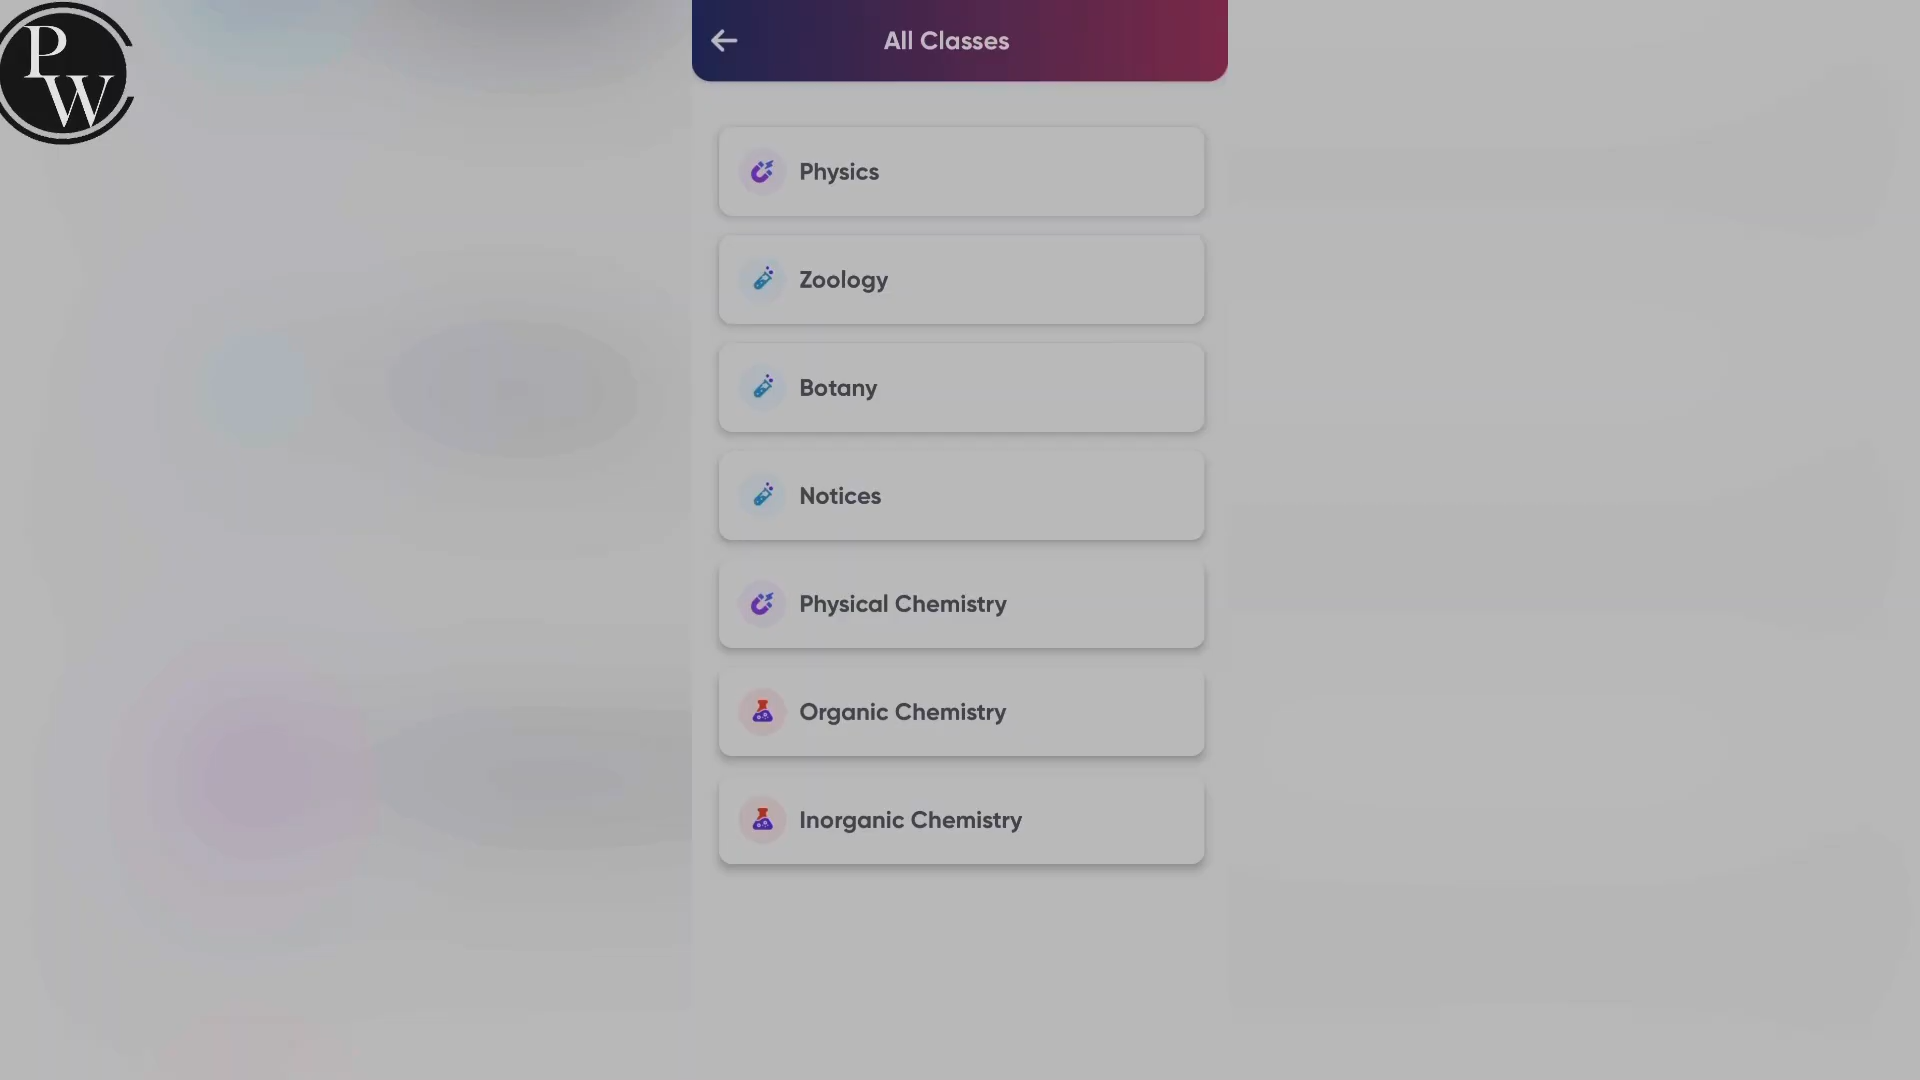 PW
All Classes
Physics
Zoology
Botany
Notices
Physical Chemistry
Organic Chemistry
Inorganic Chemistry